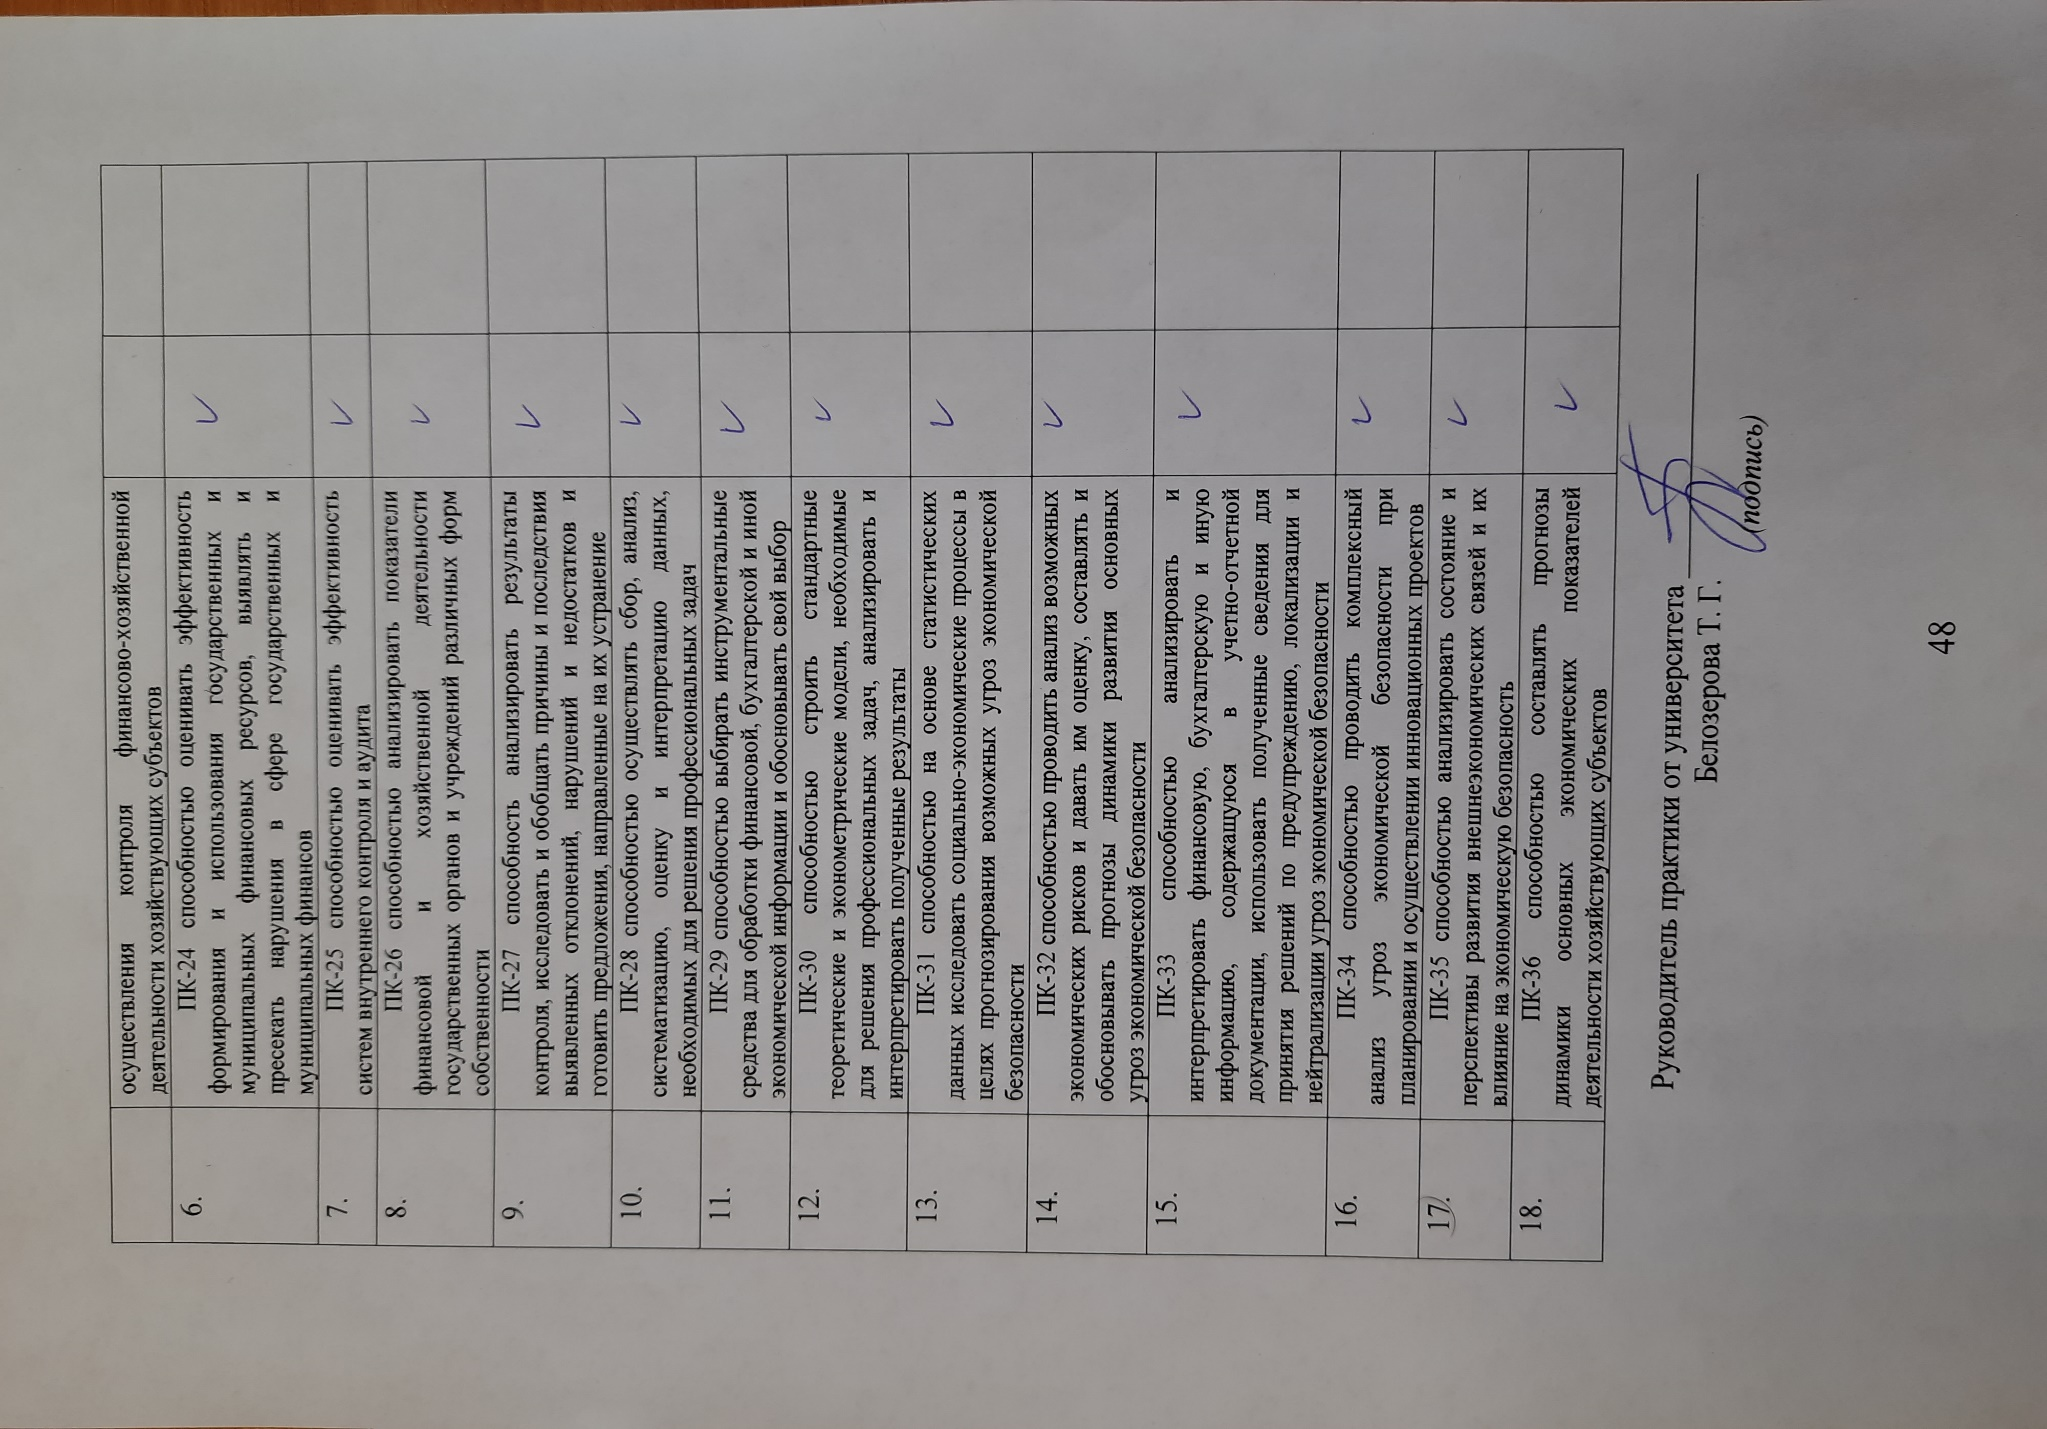 осуществления контроля финансово-хозяйственной
деятельности хозяйствующих субъектов
6. ПК-24 способностью оценивать эффективность
формирования и использования государственных и
муниципальных финансовых ресурсов, выявлять и
пресекать нарушения в сфере государственных и
муниципальных финансов
7. ПК-25 способностью оценивать эффективность
систем внутреннего контроля и аудита
8. ПК-26 способностью анализировать показатели
финансовой и хозяйственной деятельности
государственных органов и учреждений различных форм
собственности
9. ПК-27 способность анализировать результаты
контроля, исследовать и обобщать причины и последствия
выявленных отклонений, нарушений и недостатков и
готовить предложения, направленные на их устранение
10. ПК-28 способностью осуществлять сбор, анализ,
систематизацию, оценку и интерпретацию данных,
необходимых для решения профессиональных задач
11. ПК-29 способностью выбирать инструментальные
средства для обработки финансовой, бухгалтерской и иной
экономической информации и обосновывать свой выбор
12. ПК-30 способностью строить стандартные
теоретические и эконометрические модели, необходимые
для решения профессиональных задач, анализировать и
интерпретировать полученные результаты
13. ПК-31 способностью на основе статистических
данных исследовать социально-экономические процессы в
целях прогнозирования возможных угроз экономической
безопасности
14. ПК-32 способностью проводить анализ возможных
экономических рисков и давать им оценку, составлять и
обосновывать прогнозы динамики развития основных
угроз экономической безопасности
15. ПК-33 способностью анализировать и
интерпретировать финансовую, бухгалтерскую и иную
информацию, содержащуюся в учетно-отчетной
документации, использовать полученные сведения для
принятия решений по предупреждению, локализации и
нейтрализации угроз экономической безопасности
16. ПК-34 способностью проводить комплексный
анализ угроз экономической безопасности при
планировании и осуществлении инновационных проектов
17. ПК-35 способностью анализировать состояние и
перспективы развития внешнеэкономических связей и их
влияние на экономическую безопасность
18. ПК-36 способностью составлять прогнозы
динамики основных экономических показателей
деятельности хозяйствующих субъектов
Руководитель практики от университета
Белозерова Т. Г. (подпись)
48